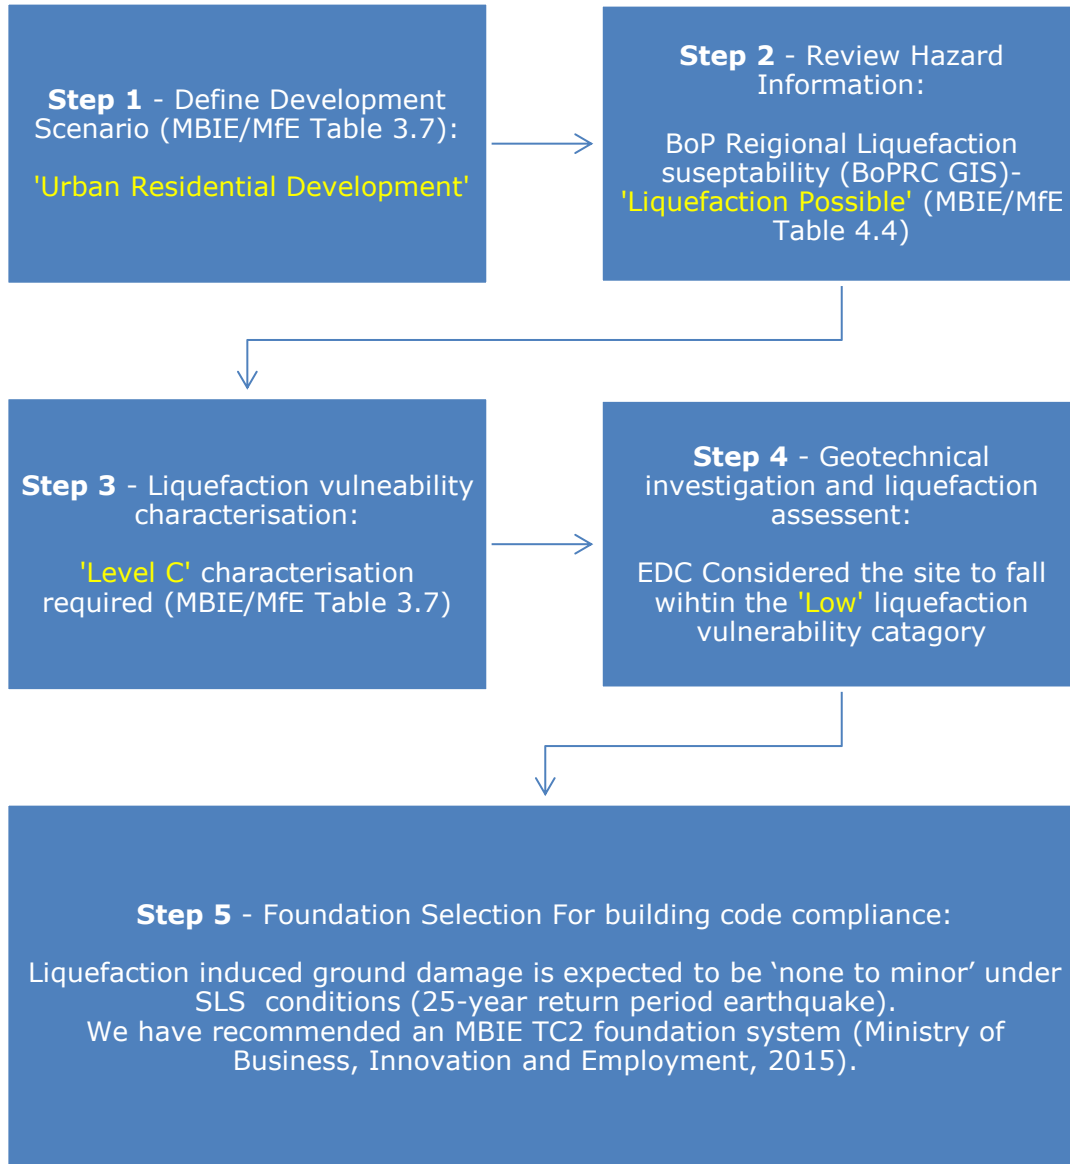 Step 1 - Define Development
Scenario (MBIE/MfE Table 3.7):
'Urban Residential Development'
Step 2 - Review Hazard
Information:
BoP Reigional Liquefaction
suseptability (BoPRC GIS)-
'Liquefaction Possible' (MBIE/MfE
Table 4.4)
Step 3 - Liquefaction vulneability
characterisation:
'Level C' characterisation
required (MBIE/MfE Table 3.7)
Step 4 - Geotechnical
investigation and liquefaction
assessent:
EDC Considered the site to fall
wihtin the 'Low' liquefaction
vulnerability catagory
Step 5 - Foundation Selection For building code compliance:
Liquefaction induced ground damage is expected to be ‘none to minor’ under
SLS conditions (25-year return period earthquake).
We have recommended an MBIE TC2 foundation system (Ministry of
Business, Innovation and Employment, 2015).